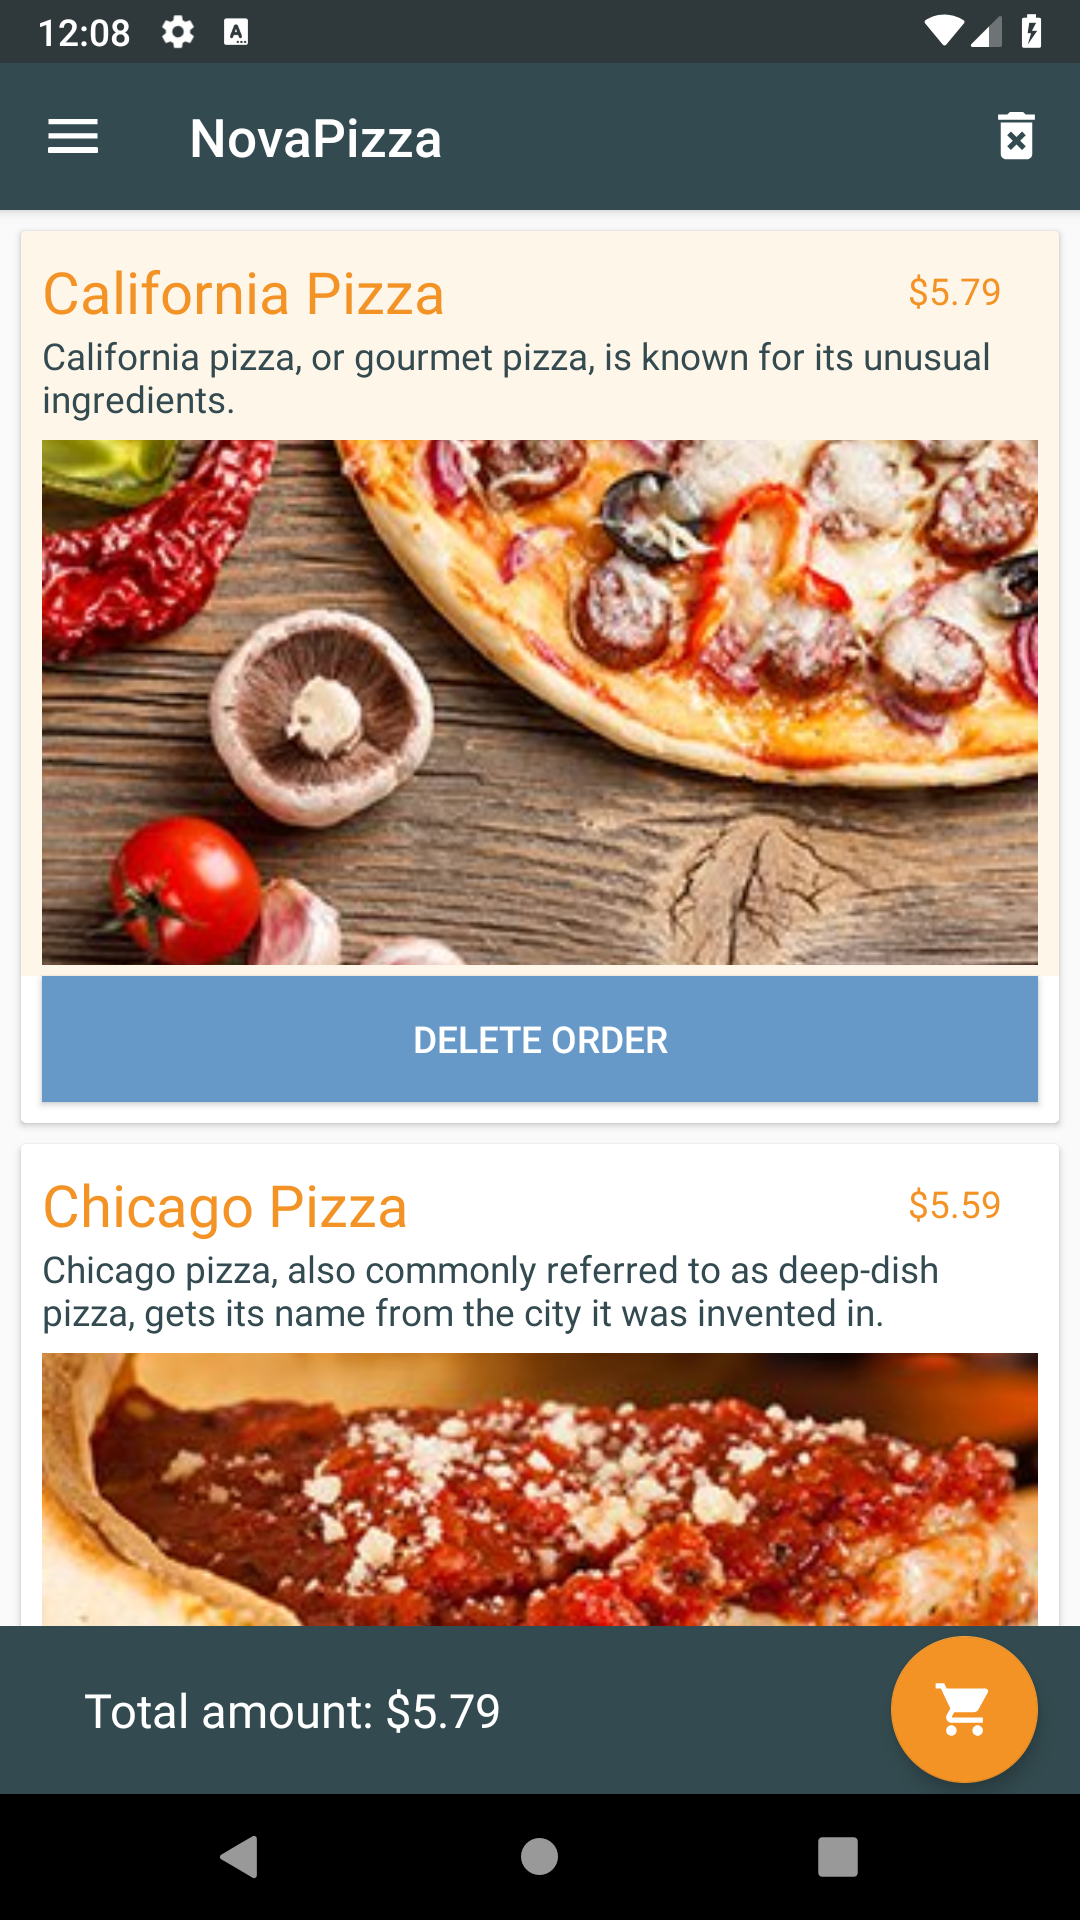 12:08
NovaPizza
California Pizza
$5.79
California pizza, or gourmet pizza, is known for its unusual
ingredients.
DELETE ORDER
Chicago Pizza
$5.59
Chicago pizza, also commonly referred to as deep-dish
pizza, gets its name from the city it was invented in.
Total amount: $5.79